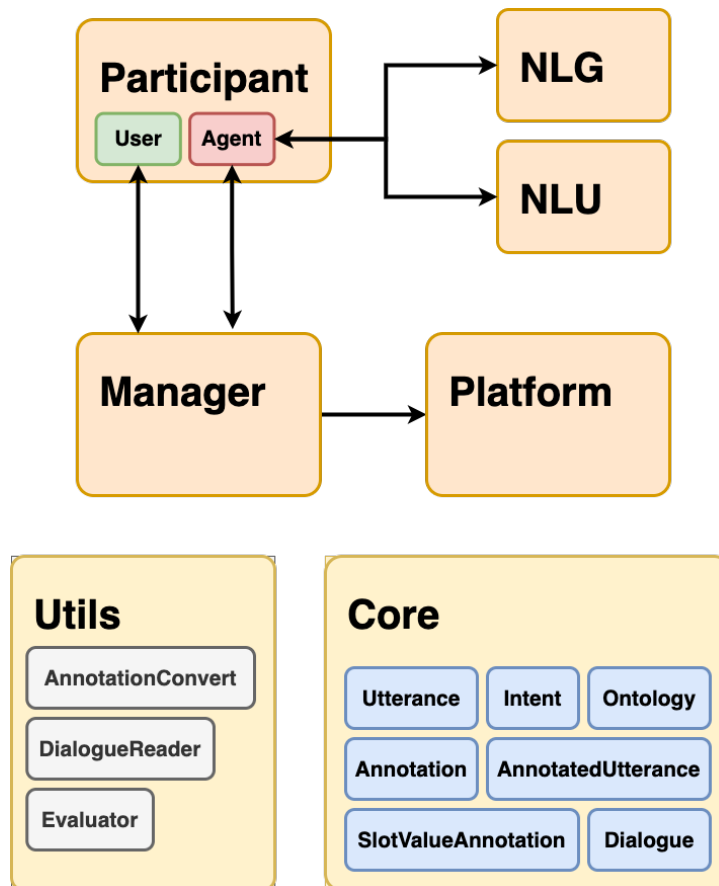 Participant
User
Agent
NLG
NLU
Manager
Platform
Utils
AnnotationConvert
DialogueReader
Evaluator
Core
Utterance
Intent
Ontology
Annotation
AnnotatedUtterance
SlotValueAnnotation
Dialogue